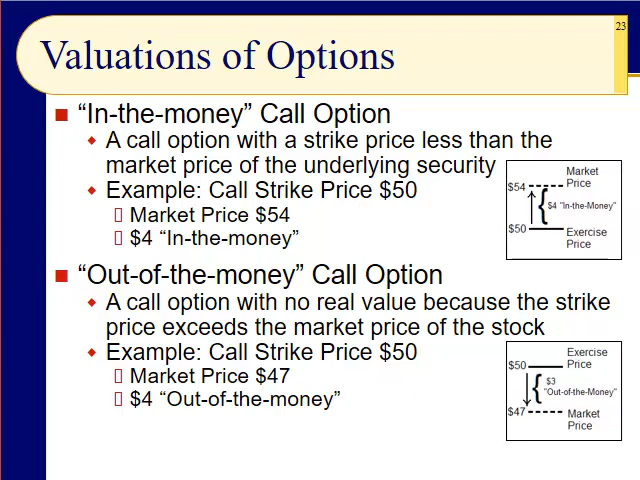 23
Valuations of Options
“In-the-money” Call Option
A call option with a strike price less than the
market price of the underlying security
Example: Call Strike Price $50
Market Price $54
$4 “In-the-money”
Market
$54 Price
$4 "In-the-Money"
$50 Exercise
Price
“Out-of-the-money” Call Option
A call option with no real value because the strike
price exceeds the market price of the stock
Example: Call Strike Price $50
Market Price $47
$4 “Out-of-the-money”
Exercise
$50 Price
$3
"Out-of-the-Money"
$47 Market
Price